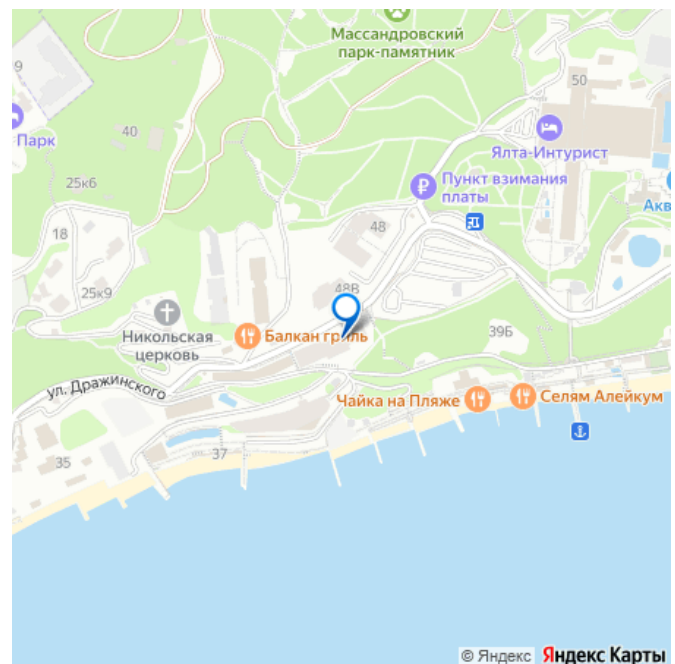 Массандровский
парк-памятник
9
50
40
Парк
Ялта-Интурист
25к6
Пункт взимания
платы
Акв
18
48
25к9
48В
Никольская
церковь
Балкан гриль
39Б
ул. Дражинского
Чайка на Пляже
Селям Алейкум
35
37
© Яндекс Яндекс Карты